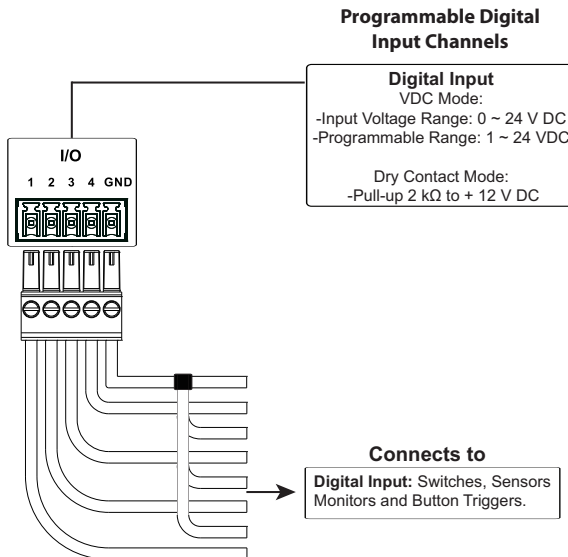 Programmable Digital
Input Channels
Digital Input
VDC Mode:
-Input Voltage Range: 0 ~ 24 V DC
-Programmable Range: 1 ~ 24 VDC
Dry Contact Mode:
-Pull-up 2 kΩ to + 12 V DC
I/O
1 2 3 4 GND
Connects to
Digital Input: Switches, Sensors
Monitors and Button Triggers.